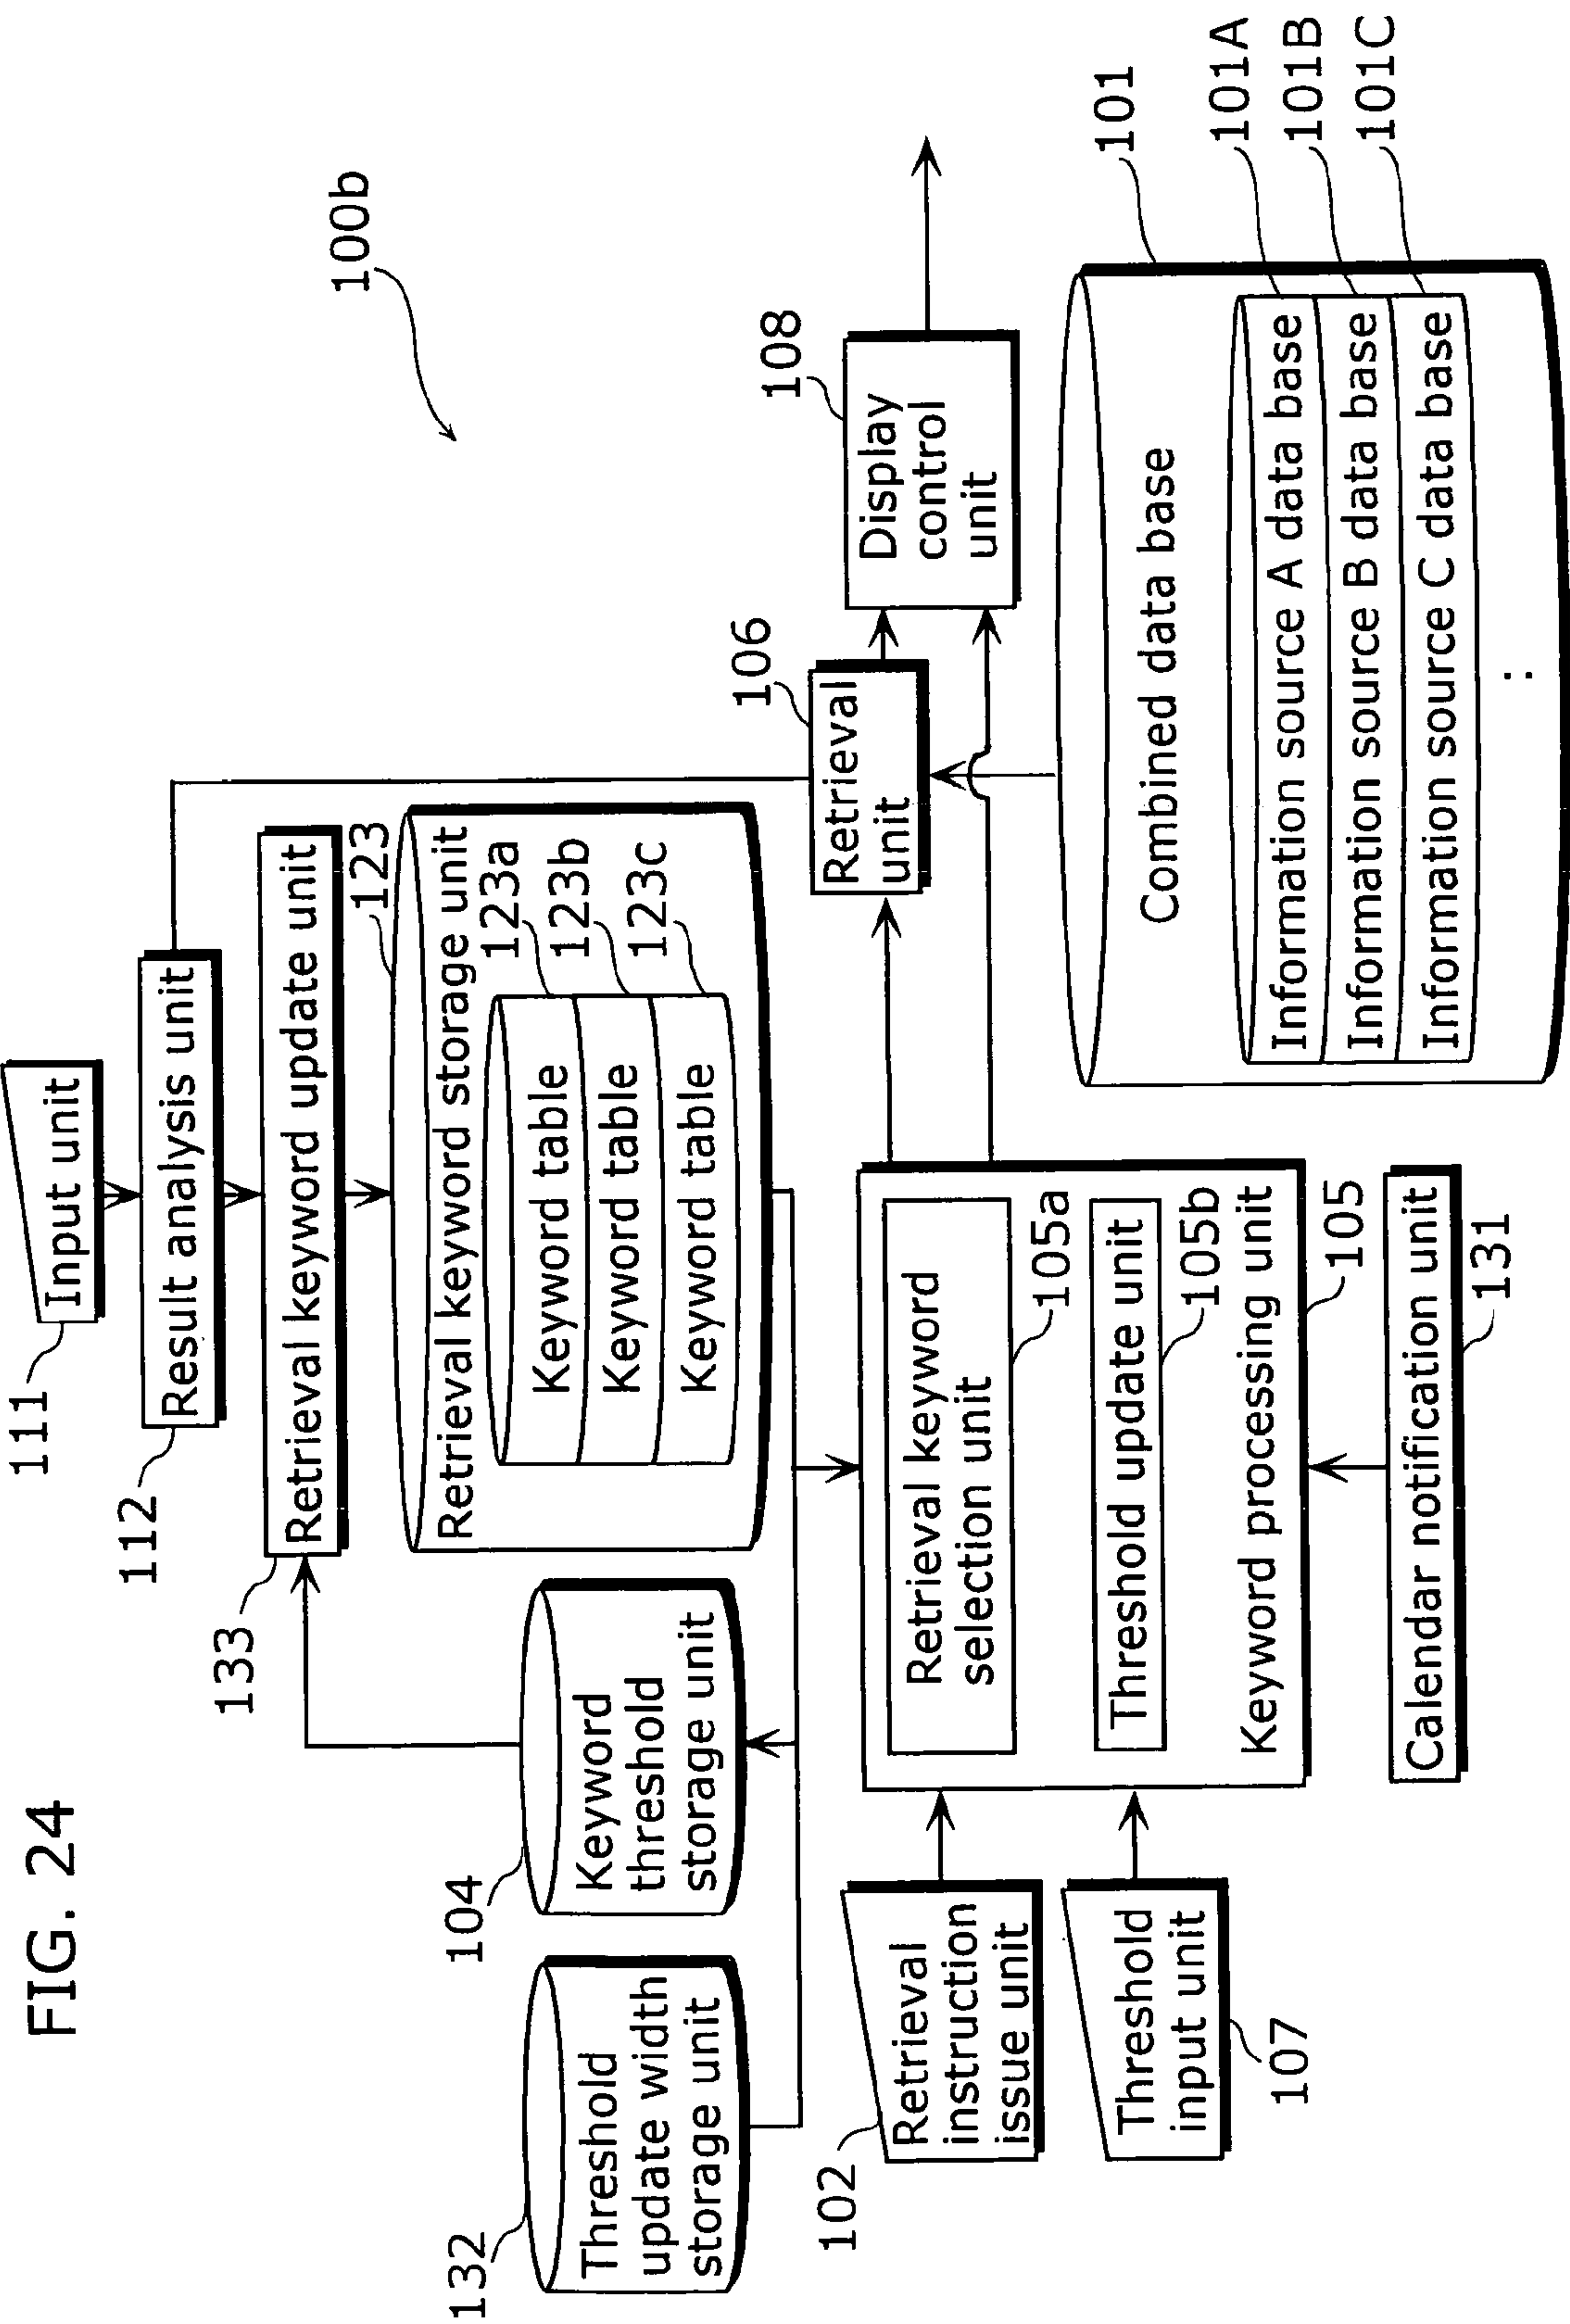 FIG. 24
100b
111
Input unit
112
Result analysis unit
133
Retrieval keyword update unit
123
Retrieval keyword storage unit
123a
123b
123c
Keyword table
Keyword table
Keyword table
132
Threshold
update width
storage unit
104
Keyword
threshold
storage unit
106
Retrieval
unit
108
Display
control
unit
102
Retrieval
instruction
issue unit
Threshold
input unit
107
Retrieval keyword
selection unit
105a
Threshold update unit
105b
Keyword processing unit
105
Calendar notification unit
131
101
Combined data base
101A
101B
101C
Information source A data base
Information source B data base
Information source C data base
: